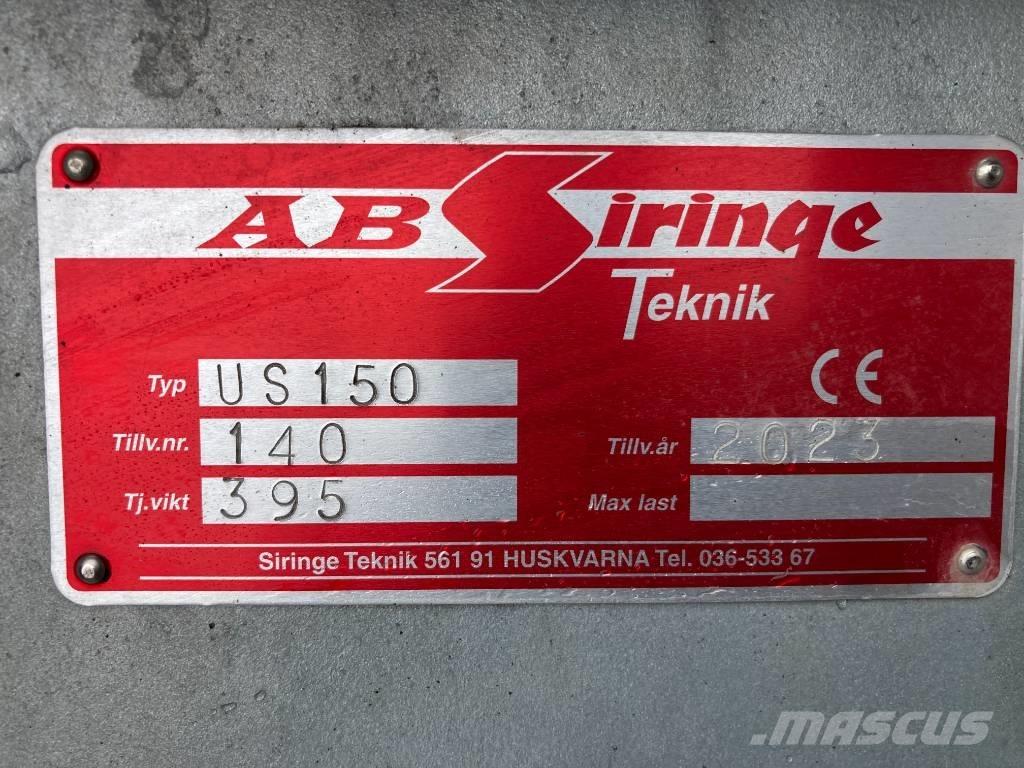 AB Siringe
Teknik
Typ US150
CE
Tillv.nr. 140
Tillv.år 2023
Tj.vikt 395
Max last
Siringe Teknik 561 91 HUSKVARNA Tel. 036-533 67
MASCUS